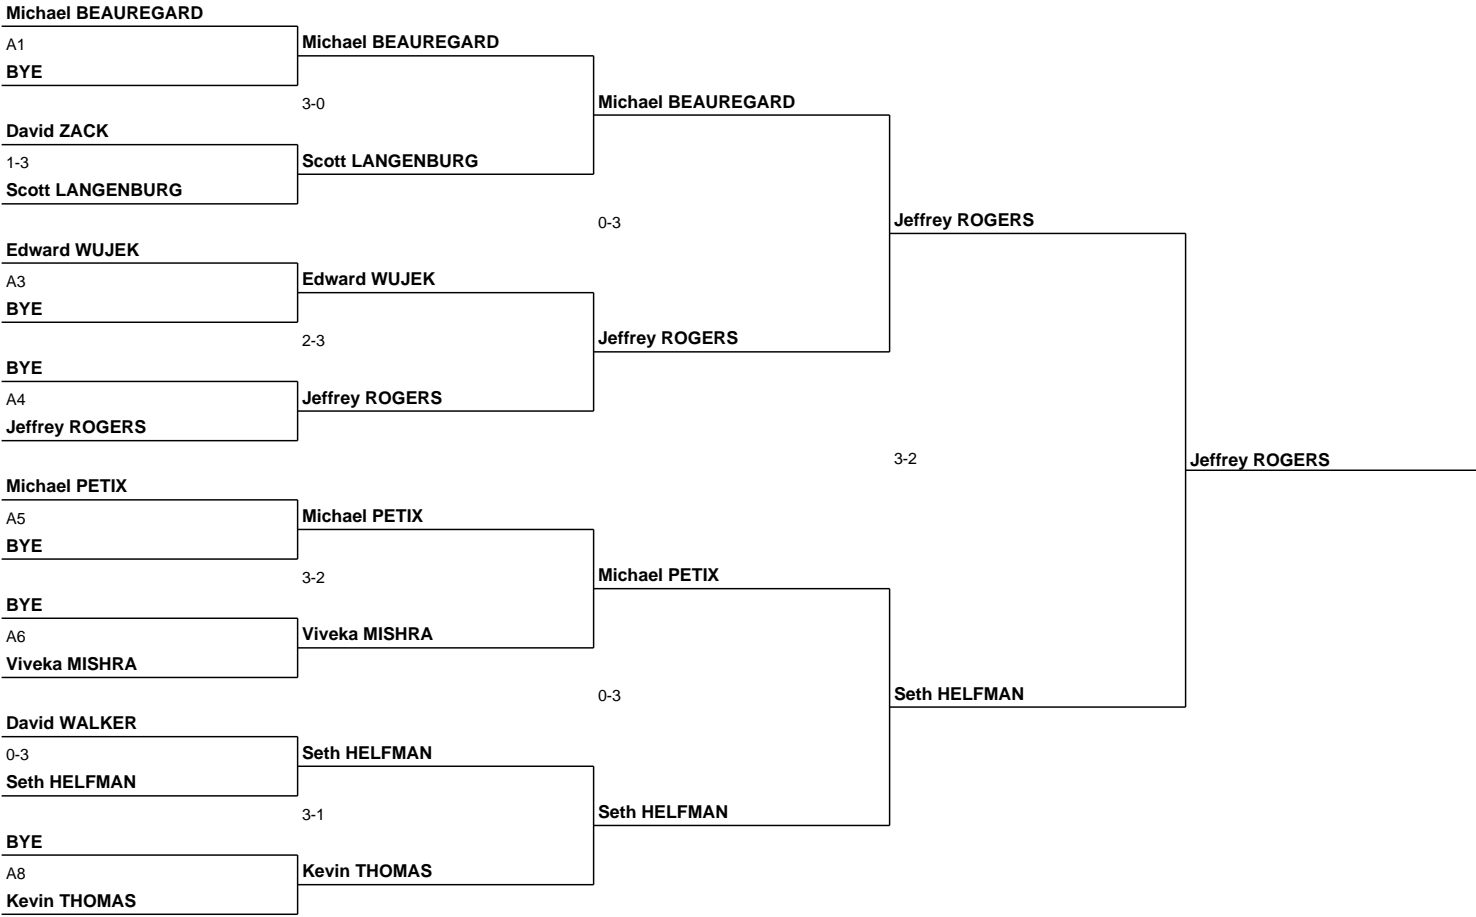 Michael BEAUREGARD
A1
BYE
David ZACK
1-3
Scott LANGENBURG
Edward WUJEK
A3
BYE
BYE
A4
Jeffrey ROGERS
Michael PETIX
A5
BYE
BYE
A6
Viveka MISHRA
David WALKER
0-3
Seth HELFMAN
BYE
A8
Kevin THOMAS
Michael BEAUREGARD
3-0
Scott LANGENBURG
Edward WUJEK
2-3
Jeffrey ROGERS
Michael PETIX
3-2
Viveka MISHRA
Seth HELFMAN
3-1
Kevin THOMAS
Michael BEAUREGARD
0-3
Jeffrey ROGERS
Michael PETIX
0-3
Seth HELFMAN
Jeffrey ROGERS
3-2
Seth HELFMAN
Jeffrey ROGERS